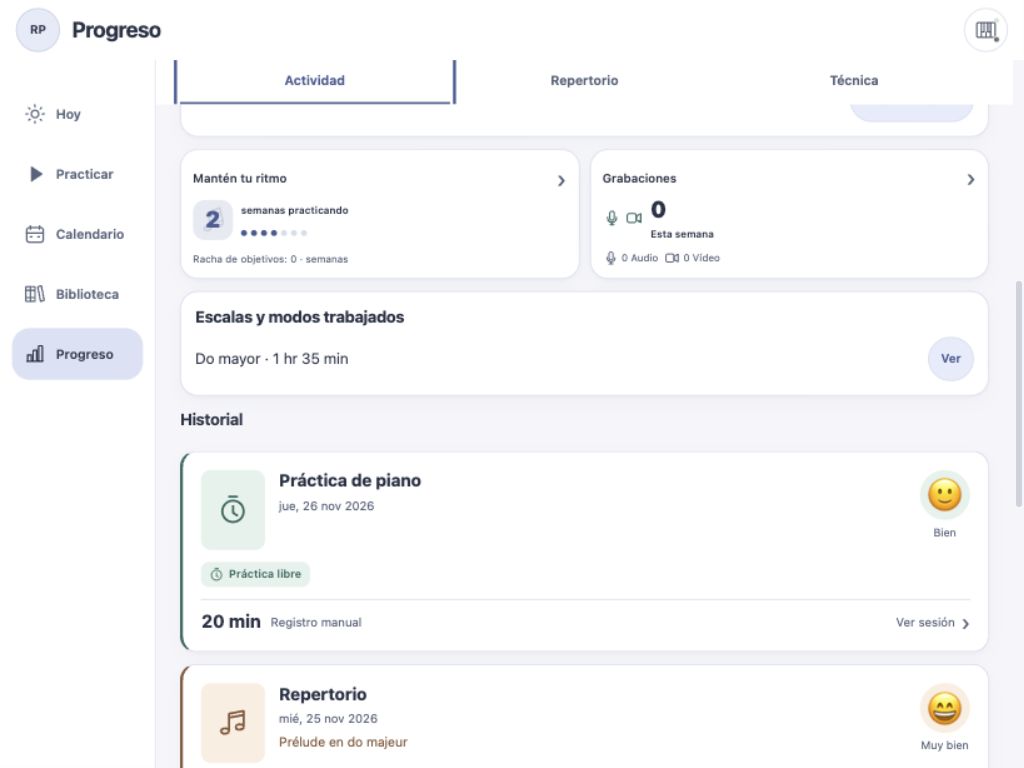 RP
Progreso
Hoy
Practicar
Calendario
Biblioteca
Progreso
Actividad
Repertorio
Técnica
Mantén tu ritmo
2
semanas practicando
Racha de objetivos: 0 · semanas
Grabaciones
0
Esta semana
0 Audio 0 Vídeo
Escalas y modos trabajados
Do mayor · 1 hr 35 min
Ver
Historial
Práctica de piano
jue, 26 nov 2026
Bien
Práctica libre
20 min Registro manual
Ver sesión
Repertorio
mié, 25 nov 2026
Prélude en do majeur
Muy bien